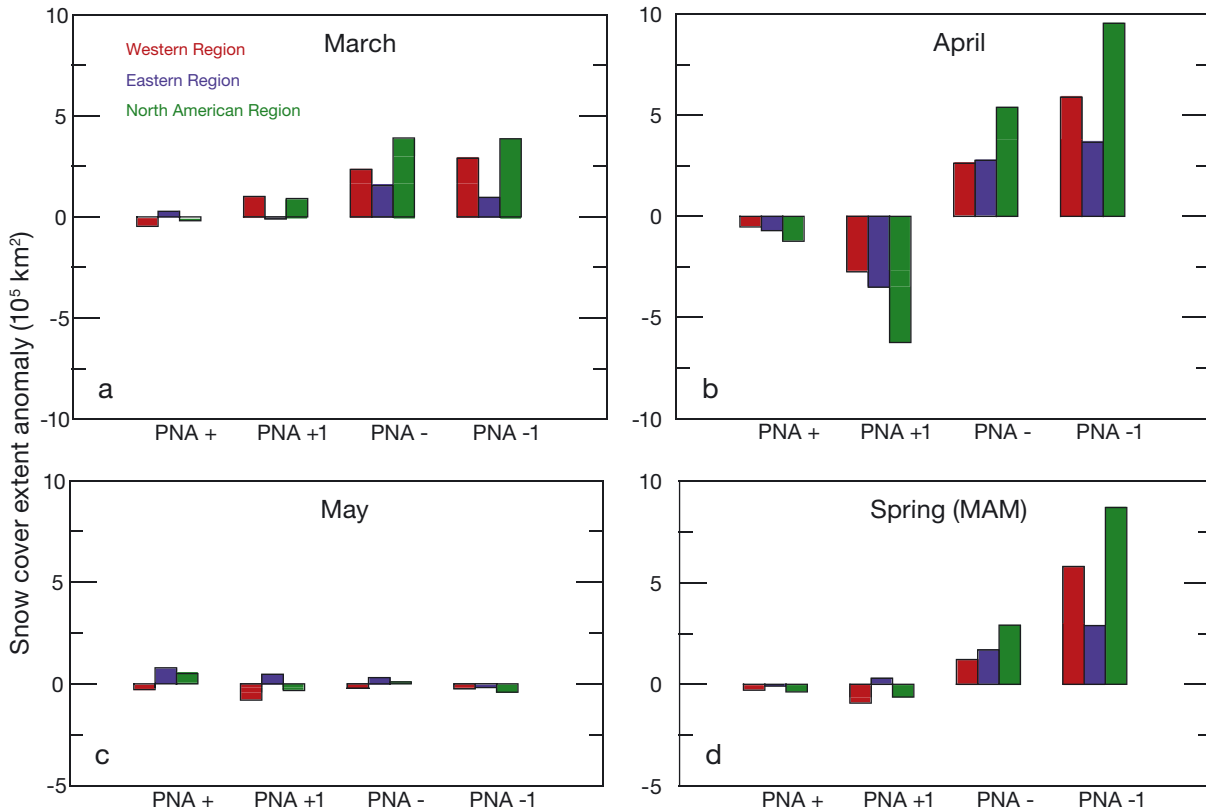 Snow cover extent anomaly (10⁵ km²)
10
5
0
-5
-10
March
Western Region
Eastern Region
North American Region
a
PNA + PNA +1 PNA - PNA -1
10
5
0
-5
-10
April
b
PNA + PNA +1 PNA - PNA -1
10
5
0
-5
May
c
PNA + PNA +1 PNA - PNA -1
10
5
0
-5
Spring (MAM)
d
PNA + PNA +1 PNA - PNA -1